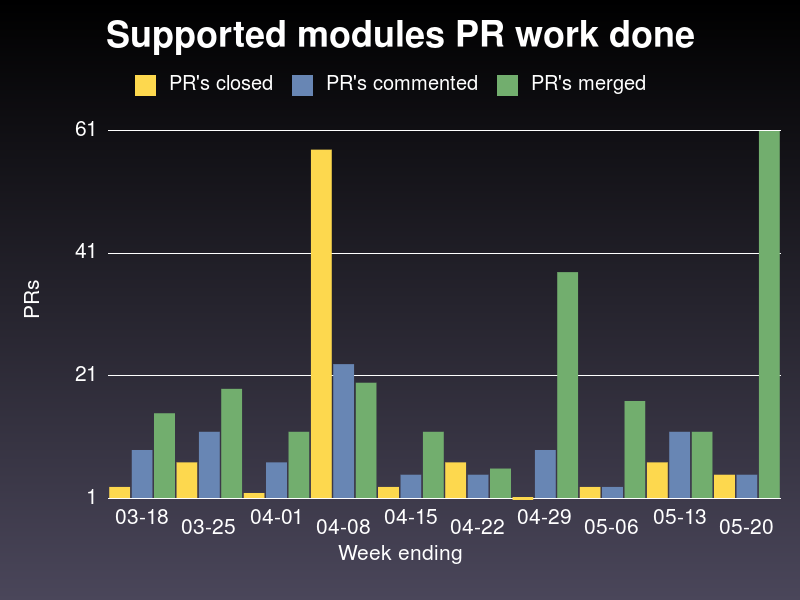 Supported modules PR work done
PR's closed PR's commented PR's merged
61
41
21
1
PRs
03-18 03-25 04-01 04-08 04-15 04-22 04-29 05-06 05-13 05-20
Week ending